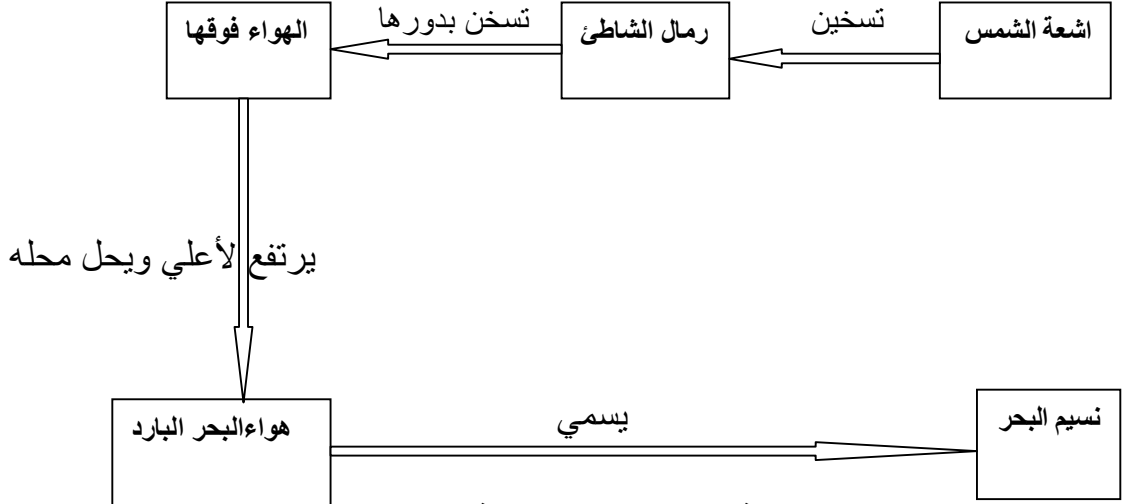 اشعة الشمس
تسخين
رمال الشاطئ
تسخن بدورها
الهواء فوقها
يرتفع لأعلي ويحل محله
هواءالبحر البارد
يسمي
نسيم البحر